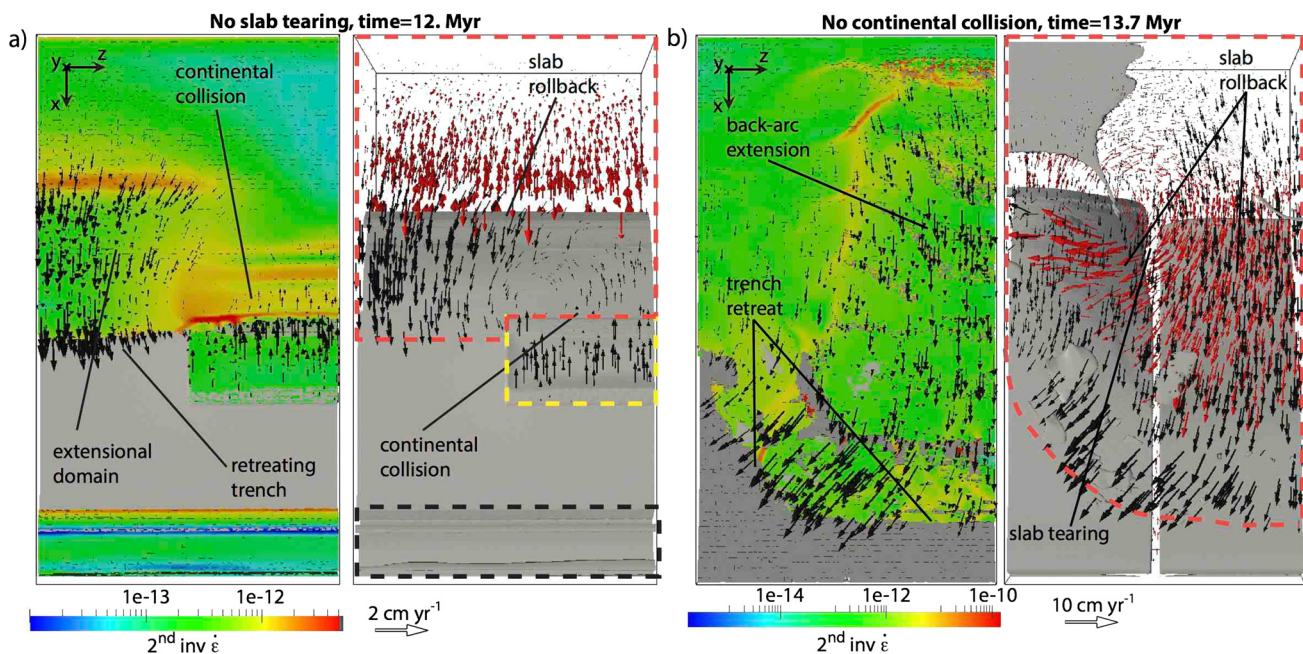 No slab tearing, time=12. Myr
No continental collision, time=13.7 Myr
a)
y
z
x
continental
collision
slab
rollback
extensional
domain
retreating
trench
continental
collision
1e-13
1e-12
2nd inv ε̇
2 cm yr-1
b)
y
z
x
back-arc
extension
trench
retreat
slab
rollback
slab tearing
1e-14
1e-12
1e-10
2nd inv ε̇
10 cm yr-1